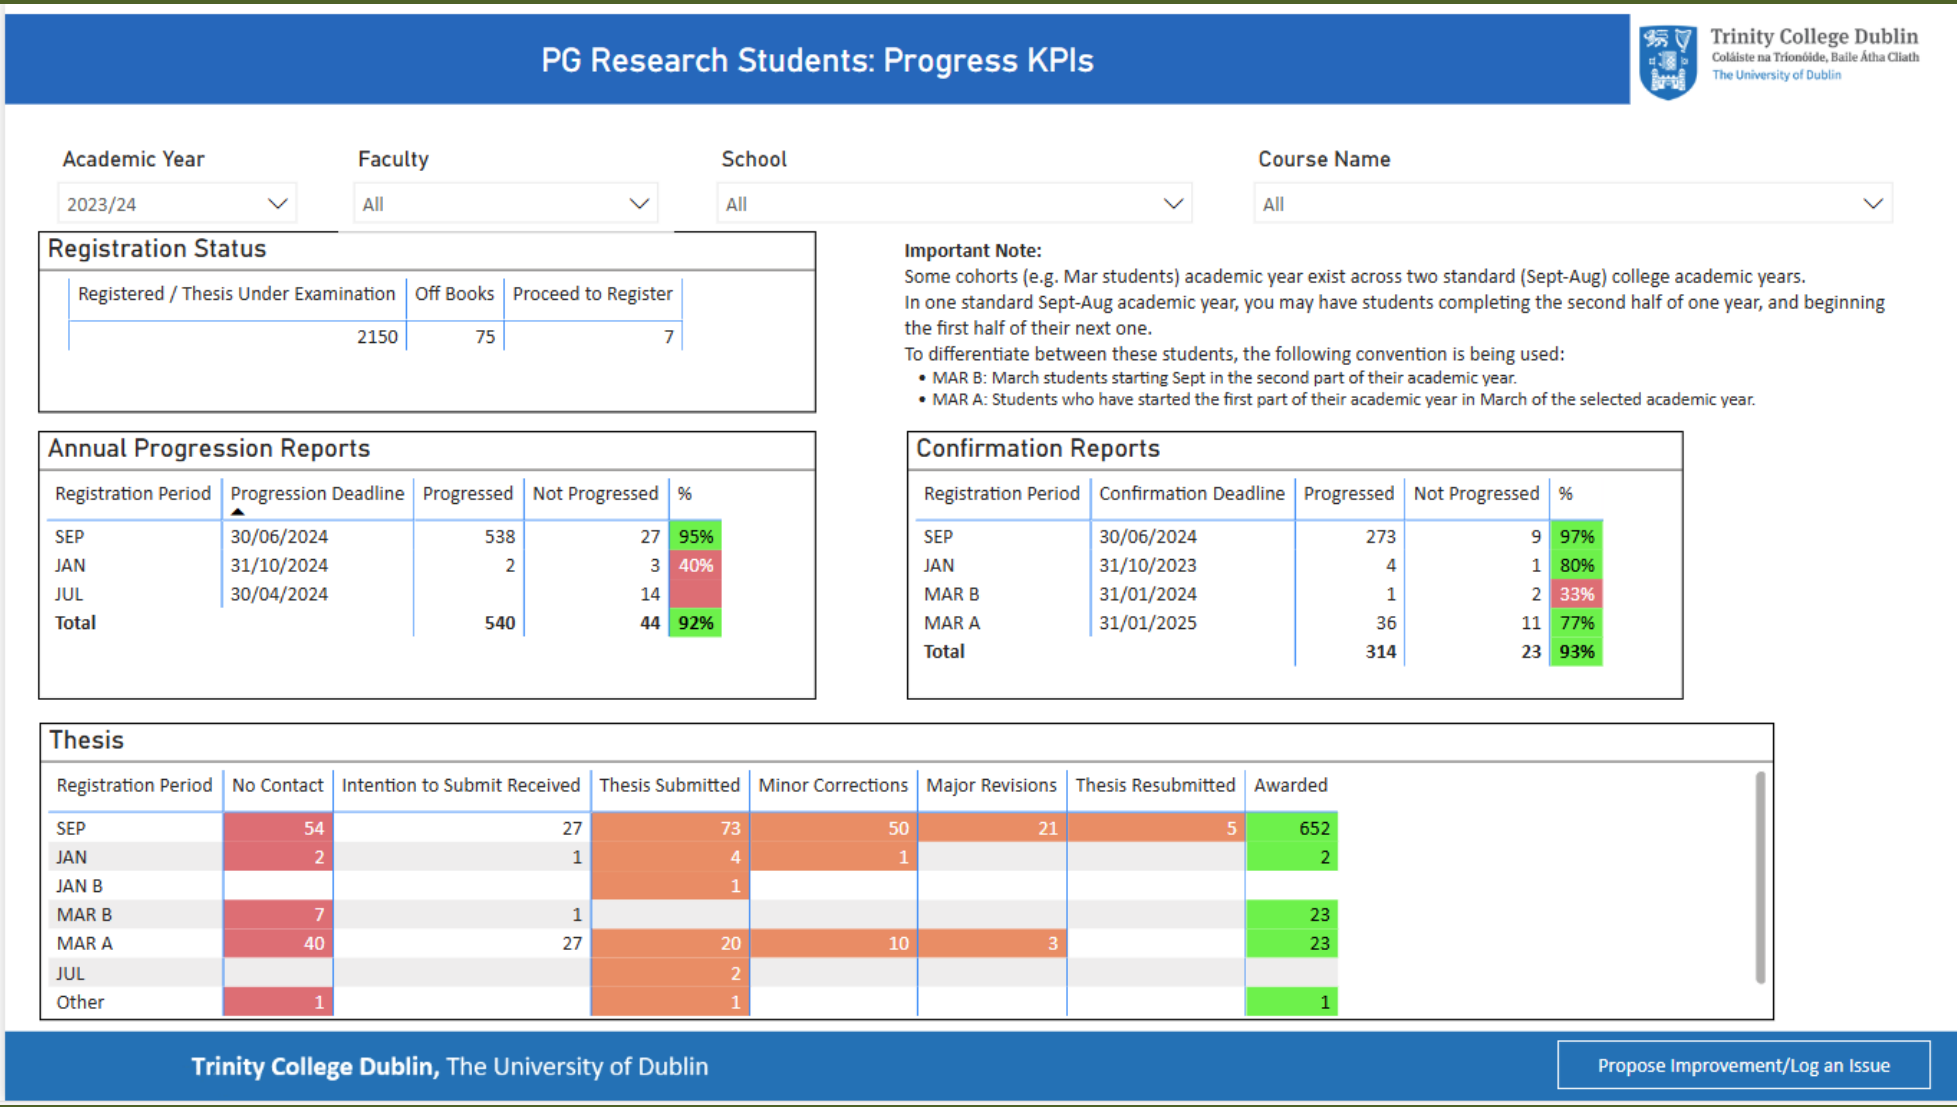 PG Research Students: Progress KPIs
Trinity College Dublin
Coláiste na Tríonóide, Baile Átha Cliath
The University of Dublin
Academic Year
Faculty
School
Course Name
2023/24
All
All
All
Registration Status
Registered / Thesis Under Examination Off Books Proceed to Register
2150 75 7
Important Note:
Some cohorts (e.g. Mar students) academic year exist across two standard (Sept-Aug) college academic years.
In one standard Sept-Aug academic year, you may have students completing the second half of one year, and beginning
the first half of their next one.
To differentiate between these students, the following convention is being used:
• MAR B: March students starting Sept in the second part of their academic year.
• MAR A: Students who have started the first part of their academic year in March of the selected academic year.
Annual Progression Reports
Registration Period Progression Deadline Progressed Not Progressed %
SEP 30/06/2024 538 27 95%
JAN 31/10/2024 2 3 40%
JUL 30/04/2024 14
Total 540 44 92%
Confirmation Reports
Registration Period Confirmation Deadline Progressed Not Progressed %
SEP 30/06/2024 273 9 97%
JAN 31/10/2023 4 1 80%
MAR B 31/01/2024 1 2 33%
MAR A 31/01/2025 36 11 77%
Total 314 23 93%
Thesis
Registration Period No Contact Intention to Submit Received Thesis Submitted Minor Corrections Major Revisions Thesis Resubmitted Awarded
SEP 54 27 73 50 21 5 652
JAN 2 1 4 1 2
JAN B 1
MAR B 7 1 23
MAR A 40 27 20 10 3 23
JUL 2
Other 1 1 1
Trinity College Dublin, The University of Dublin
Propose Improvement/Log an Issue